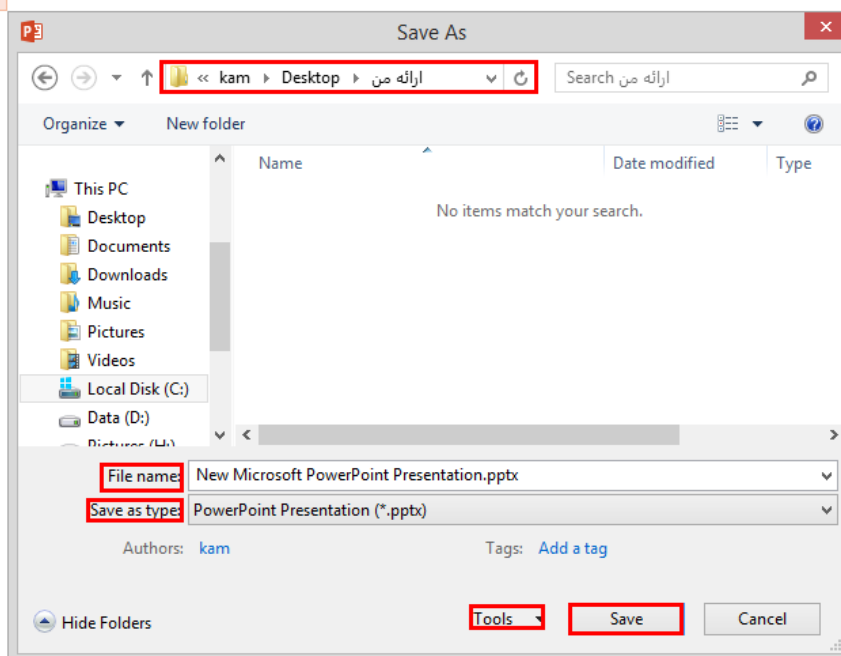 Save As
« kam Desktop ارائه من
Search ارائه من
Organize New folder
Name Date modified Type
No items match your search.
This PC
Desktop
Documents
Downloads
Music
Pictures
Videos
Local Disk (C:)
Data (D:)
Pictures (H:)
File name: New Microsoft PowerPoint Presentation.pptx
Save as type: PowerPoint Presentation (*.pptx)
Authors: kam Tags: Add a tag
Hide Folders Tools Save Cancel